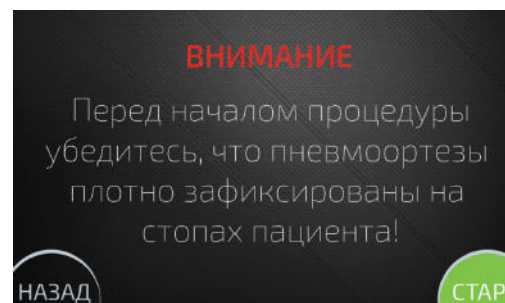 ВНИМАНИЕ
Перед началом процедуры
убедитесь, что пневмоортезы
плотно зафиксированы на
стопах пациента!
НАЗАД
СТАР